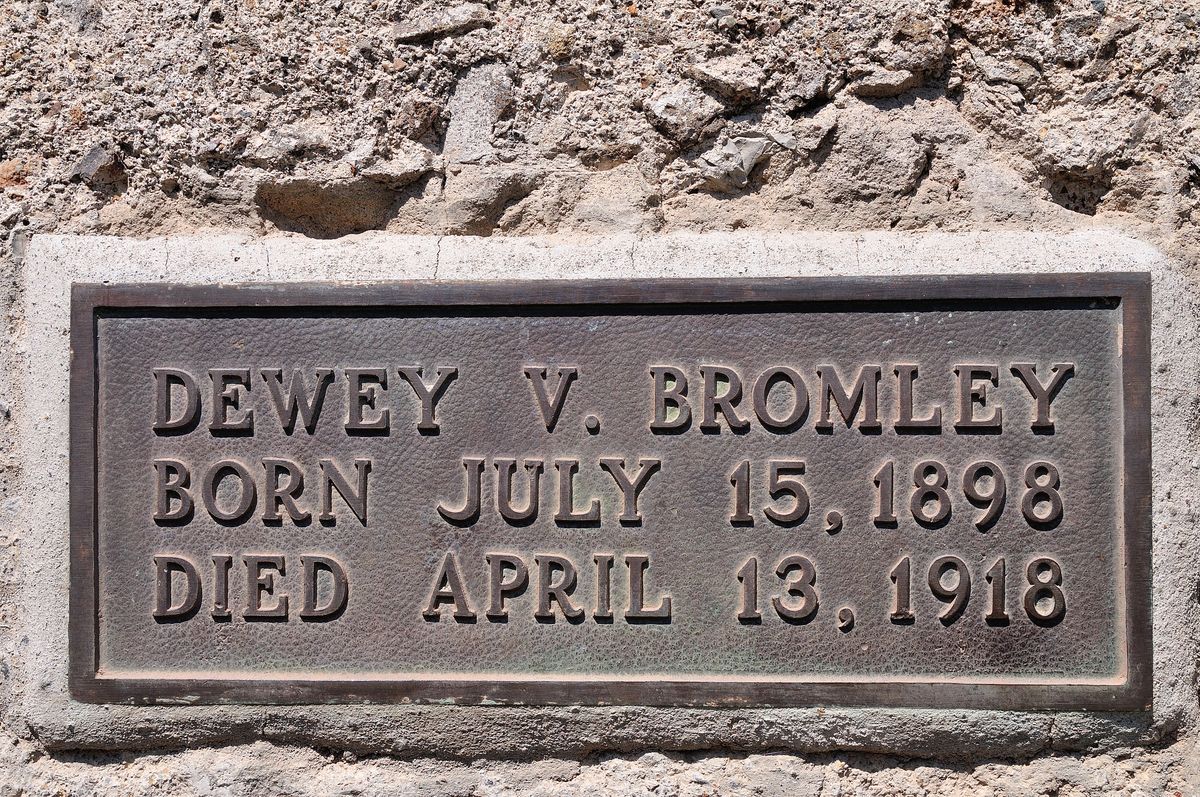 DEWEY V. BROMLEY
BORN JULY 15, 1898
DIED APRIL 13, 1918